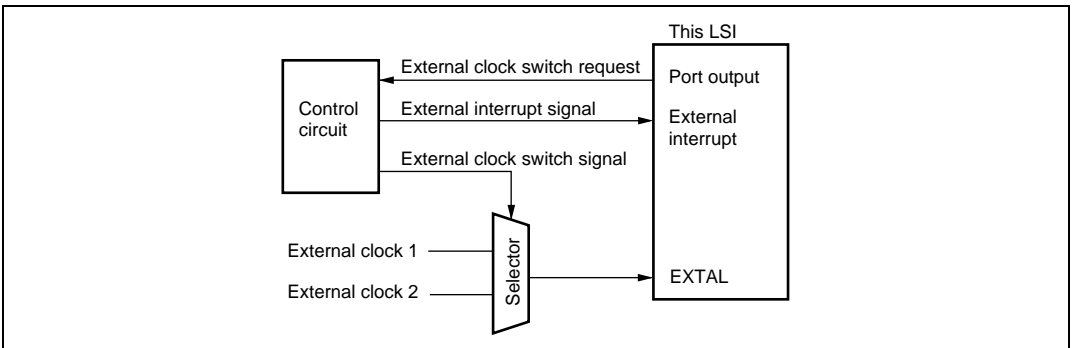 This LSI
External clock switch request
Port output
Control
circuit
External interrupt signal
External
interrupt
External clock switch signal
Selector
External clock 1
External clock 2
EXTAL